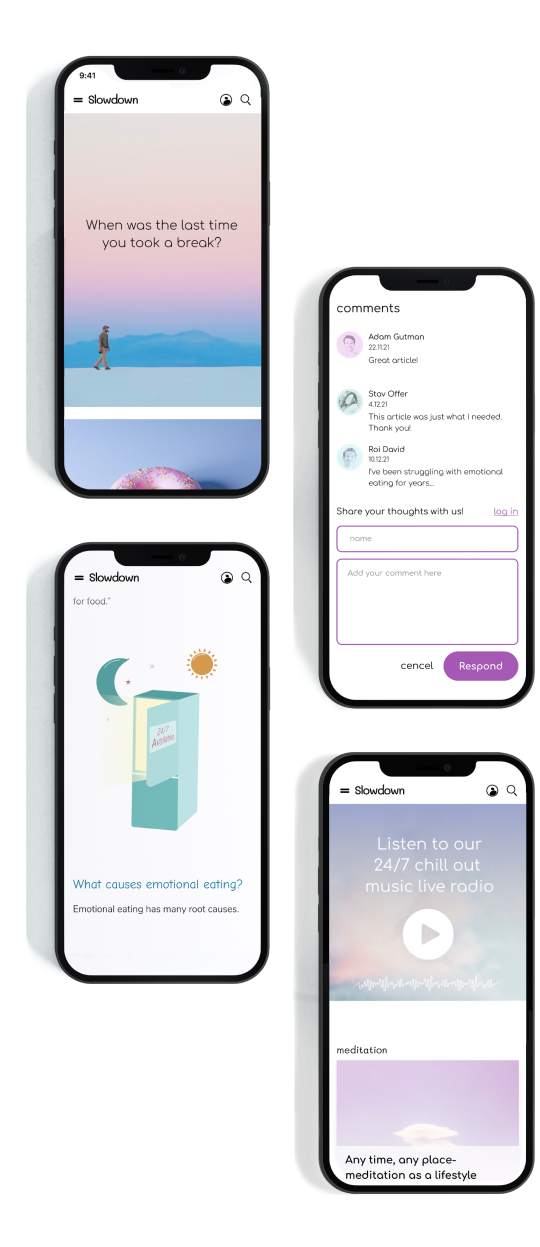 9:41
Slowdown
When was the last time
you took a break?
comments
Adam Gutman
22.11.21
Great article!
Stav Offer
4.12.21
This article was just what I needed.
Thank you!
Roi David
10.12.21
I've been struggling with emotional
eating for years...
Share your thoughts with us! log in
name
Add your comment here
cencel Respond
Slowdown
for food."
24/7
Available
What causes emotional eating?
Emotional eating has many root causes.
Slowdown
Listen to our
24/7 chill out
music live radio
meditation
Any time, any place-
meditation as a lifestyle